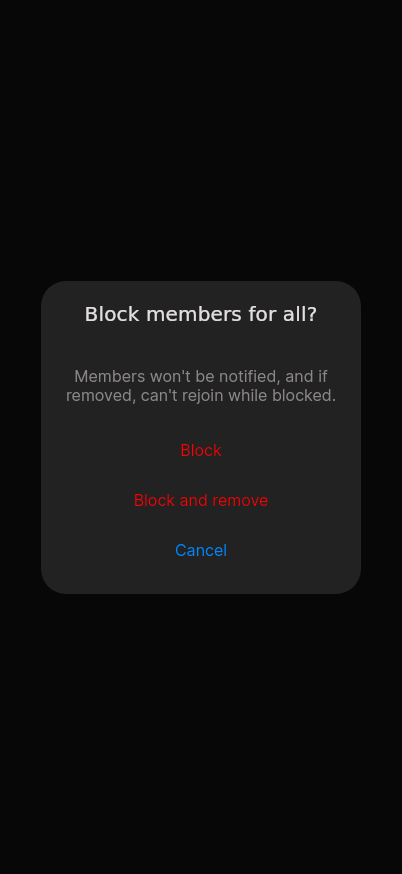 Block members for all?
Members won't be notified, and if
removed, can't rejoin while blocked.
Block
Block and remove
Cancel